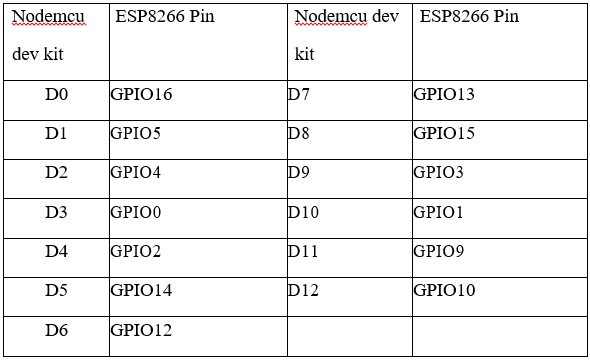 Nodemcu dev kit ESP8266 Pin Nodemcu dev kit ESP8266 Pin
D0 GPIO16 D7 GPIO13
D1 GPIO5 D8 GPIO15
D2 GPIO4 D9 GPIO3
D3 GPIO0 D10 GPIO1
D4 GPIO2 D11 GPIO9
D5 GPIO14 D12 GPIO10
D6 GPIO12